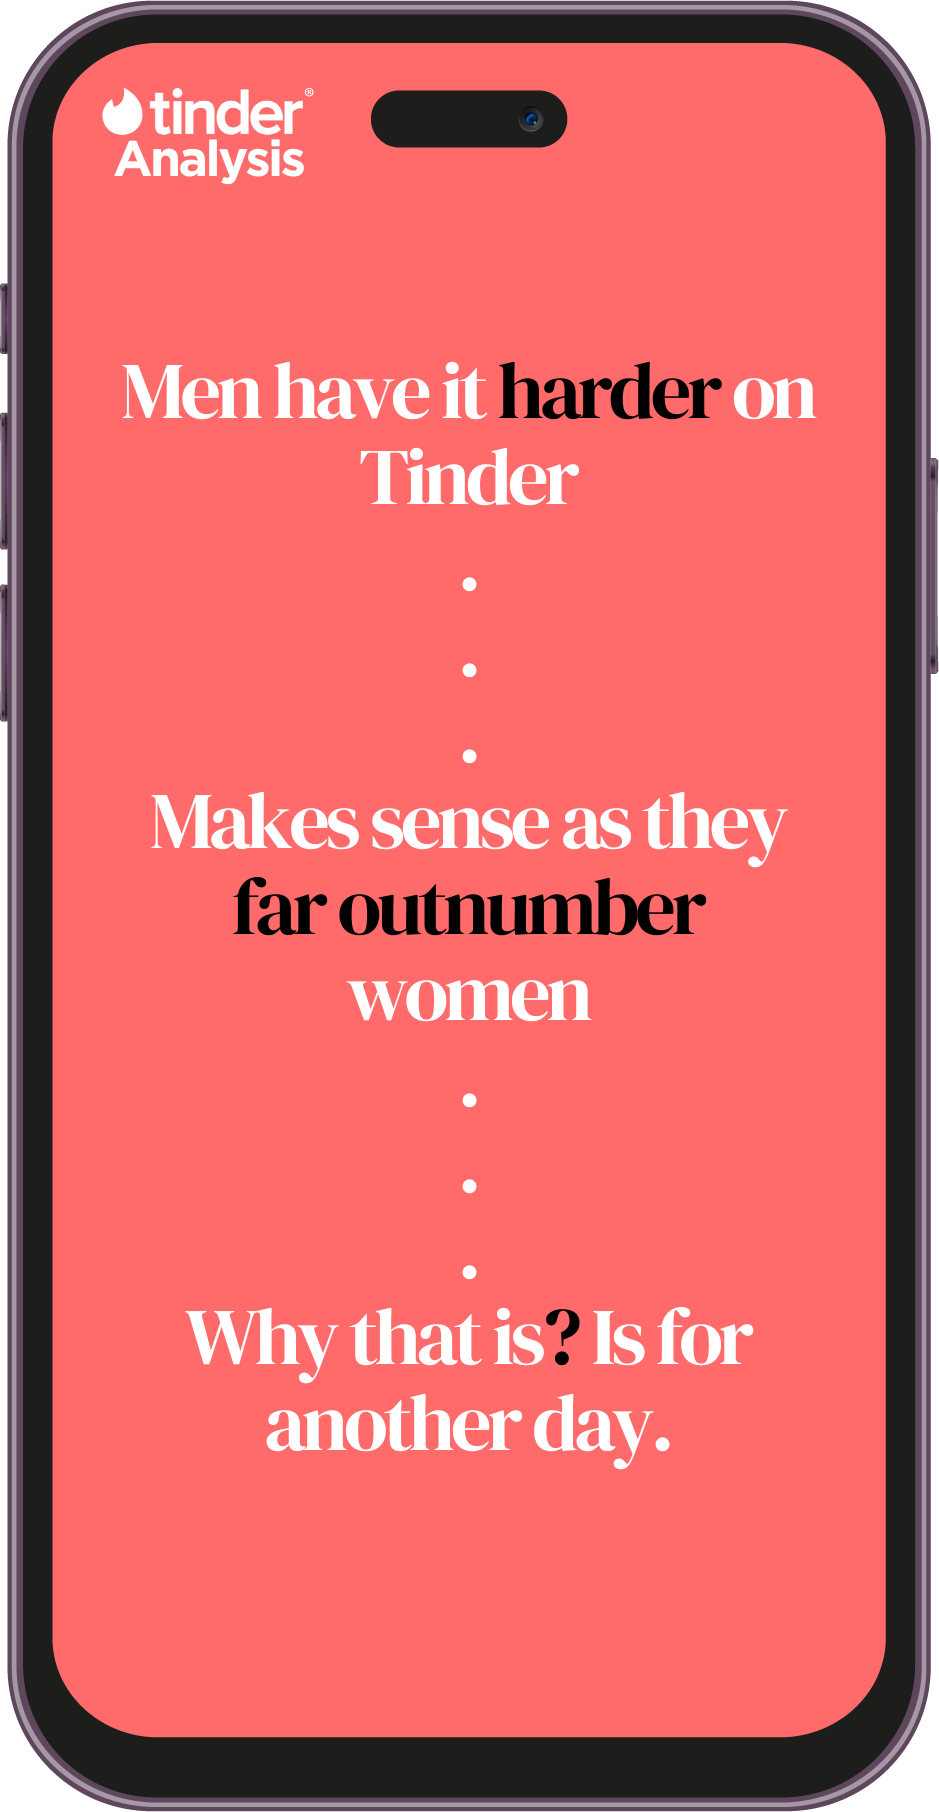 tinder®
Analysis
Men have it harder on
Tinder
.
.
.
Makes sense as they
far outnumber
women
.
.
.
Why that is? Is for
another day.